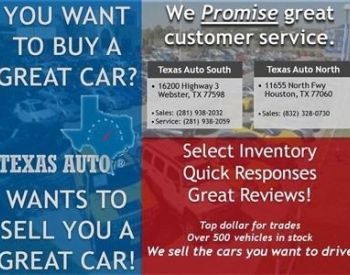 YOU WANT
TO BUY A
GREAT CAR?
TEXAS AUTO®
WANTS TO
SELL YOU A
GREAT CAR!
We Promise great
customer service.
Texas Auto South
• 16200 Highway 3
Webster, TX 77598
• Sales: (281) 938-2032
• Service: (281) 938-2059
Texas Auto North
• 11655 North Fwy
Houston, TX 77060
• Sales: (832) 328-0730
Select Inventory
Quick Responses
Great Reviews!
Top dollar for trades
Over 500 vehicles in stock
We sell the cars you want to drive